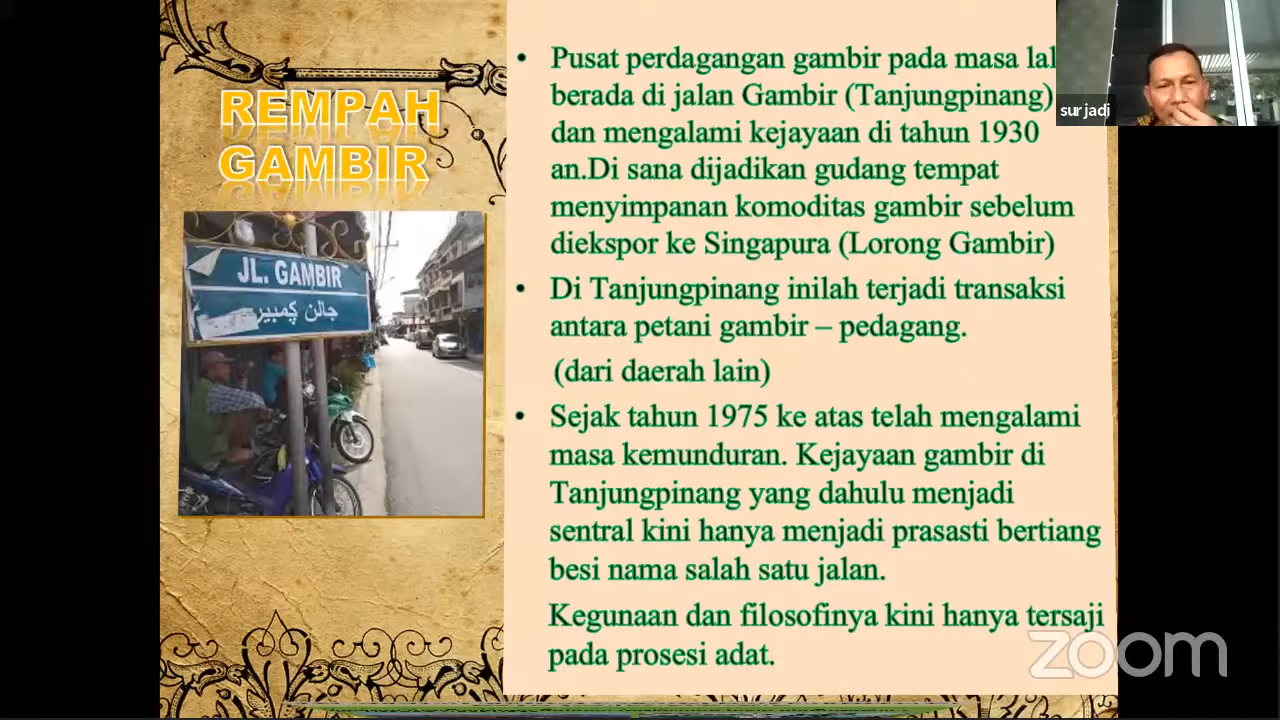 REMPAH
GAMBIR
JL. GAMBIR
جالن ݢمبير
• Pusat perdagangan gambir pada masa lal
berada di jalan Gambir (Tanjungpinang)
dan mengalami kejayaan di tahun 1930
an.Di sana dijadikan gudang tempat
menyimpanan komoditas gambir sebelum
diekspor ke Singapura (Lorong Gambir)
• Di Tanjungpinang inilah terjadi transaksi
antara petani gambir – pedagang.
(dari daerah lain)
• Sejak tahun 1975 ke atas telah mengalami
masa kemunduran. Kejayaan gambir di
Tanjungpinang yang dahulu menjadi
sentral kini hanya menjadi prasasti bertiang
besi nama salah satu jalan.
Kegunaan dan filosofinya kini hanya tersaji
pada prosesi adat.
surjadi
zoom